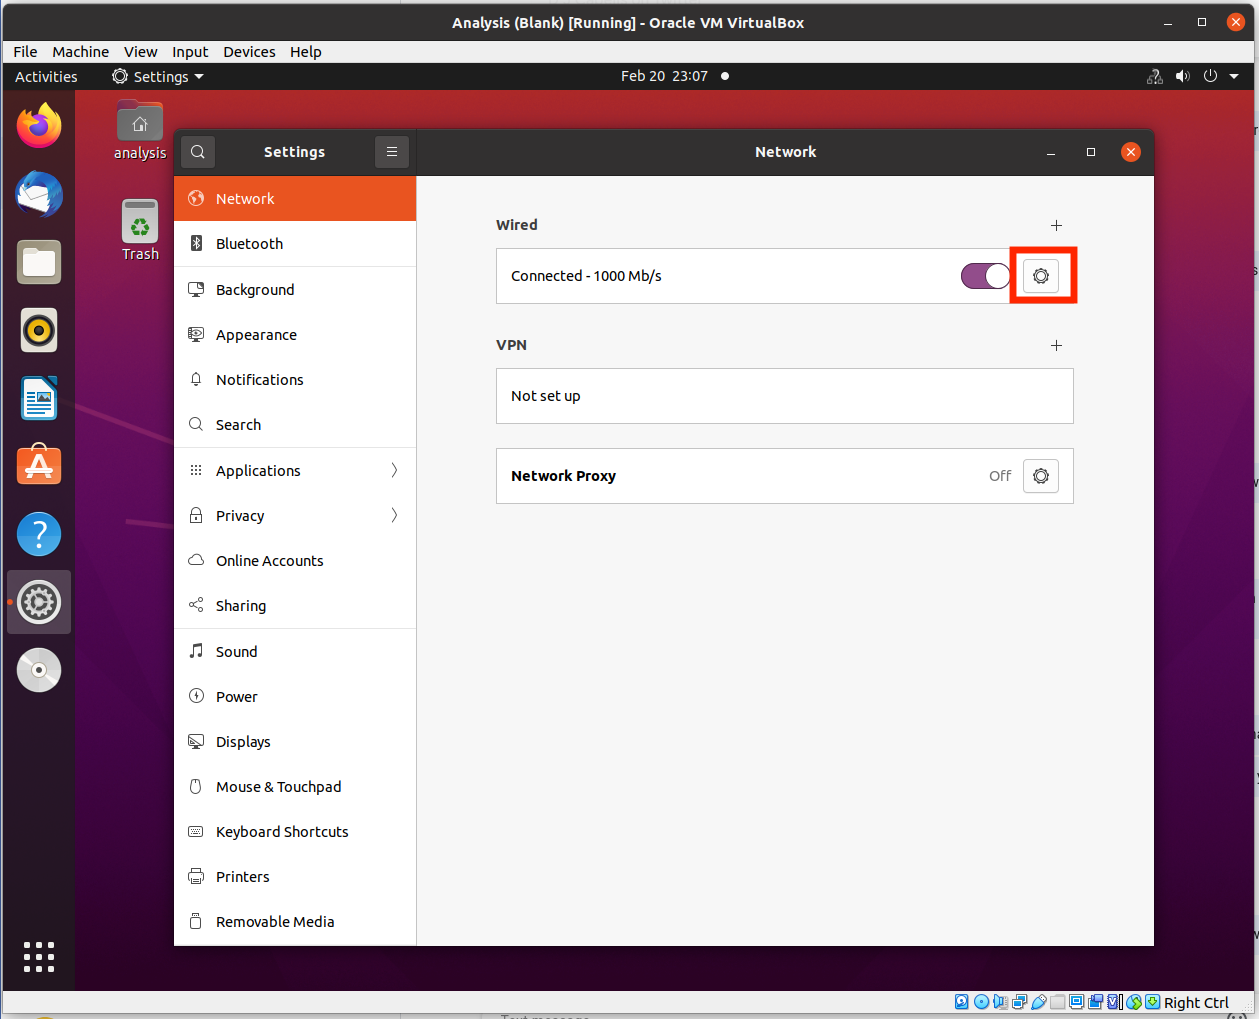 Analysis (Blank) [Running] - Oracle VM VirtualBox
File Machine View Input Devices Help
Activities Settings Feb 20 23:07
analysis
Trash
Settings
Network
Network
Bluetooth
Background
Appearance
Notifications
Search
Applications
Privacy
Online Accounts
Sharing
Sound
Power
Displays
Mouse & Touchpad
Keyboard Shortcuts
Printers
Removable Media
Wired
Connected - 1000 Mb/s
VPN
Not set up
Network Proxy Off
Right Ctrl